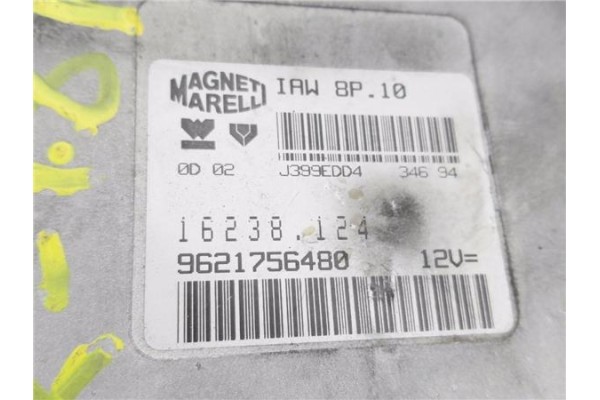 MAGNETI
MARELLI
IAW 8P.10
0D 02
J399EDD4 346 94
16238.124
9621756480 12V=